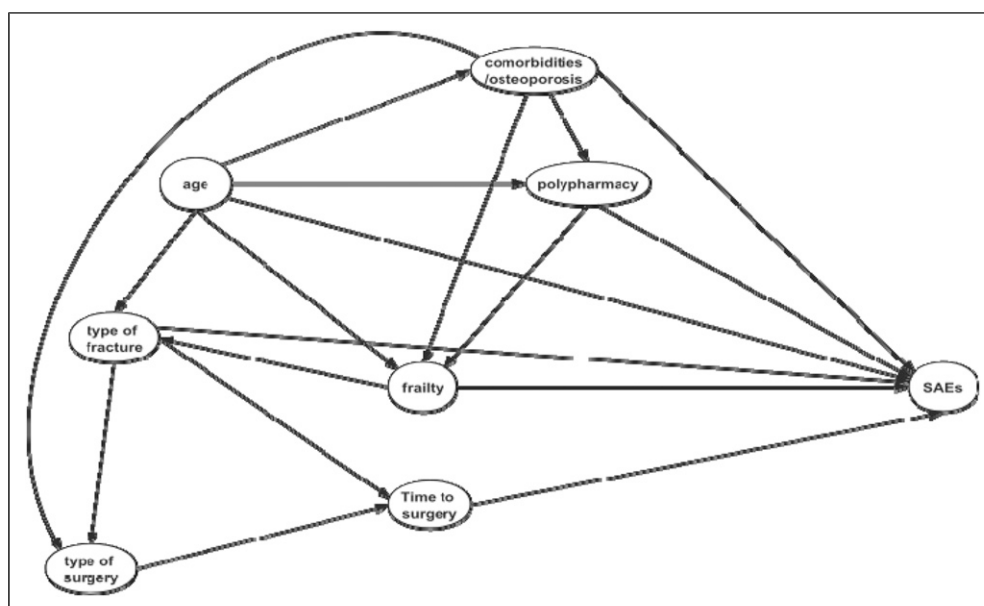 comorbidities
/osteoporosis
age
polypharmacy
type of
fracture
frailty
SAEs
Time to
surgery
type of
surgery